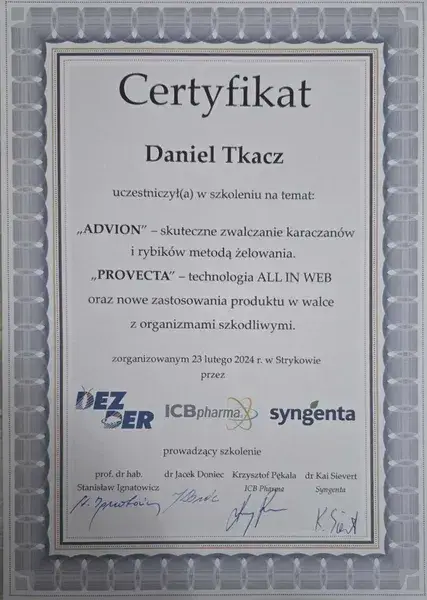 Certyfikat
Daniel Tkacz
uczestniczył(a) w szkoleniu na temat:
„ADVION” – skuteczne zwalczanie karaczanów
i rybików metodą żelowania.
„PROVECTA” – technologia ALL IN WEB
oraz nowe zastosowania produktu w walce
z organizmami szkodliwymi.
zorganizowanym 23 lutego 2024 r. w Strykowie
przez
DEZ DER ICBpharma. syngenta
prowadzący szkolenie
prof. dr hab. dr Jacek Doniec Krzysztof Pękala dr Kai Sievert
Stanisław Ignatowicz ICB Pharma Syngenta